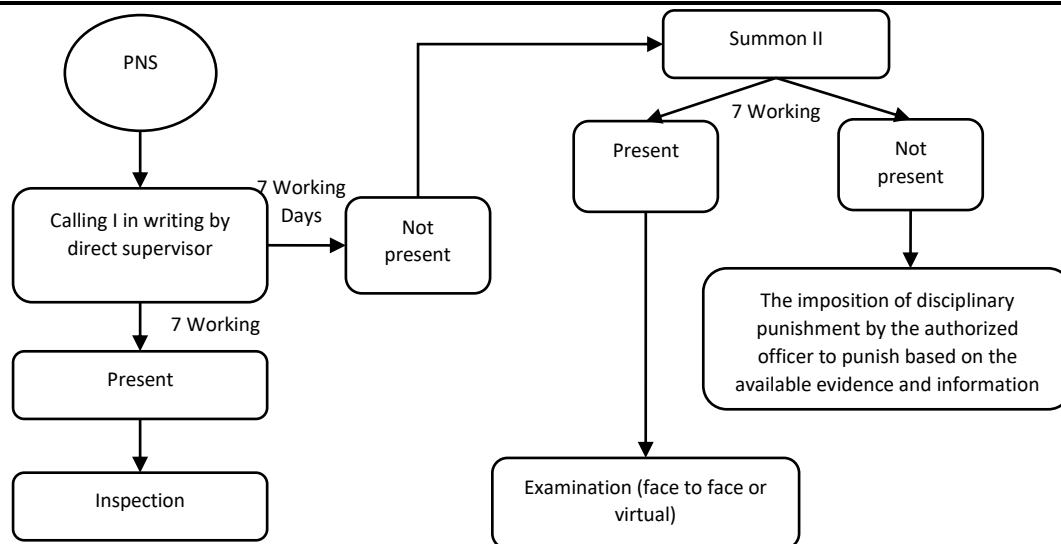 PNS
Calling I in writing by
direct supervisor
7 Working
Days
Not
present
7 Working
Present
Inspection
Summon II
7 Working
Present
Not
present
Examination (face to face or
virtual)
The imposition of disciplinary
punishment by the authorized
officer to punish based on the
available evidence and information